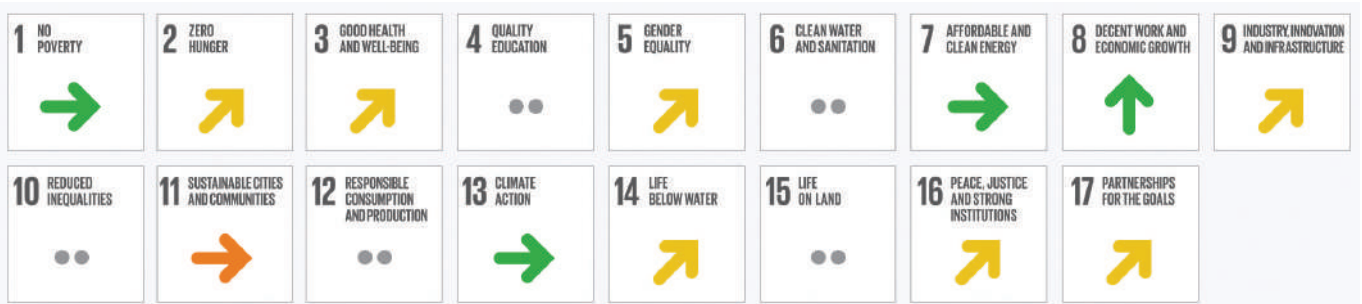 1 NO
POVERTY
2 ZERO
HUNGER
3 GOOD HEALTH
AND WELL-BEING
4 QUALITY
EDUCATION
5 GENDER
EQUALITY
6 CLEAN WATER
AND SANITATION
7 AFFORDABLE AND
CLEAN ENERGY
8 DECENT WORK AND
ECONOMIC GROWTH
9 INDUSTRY, INNOVATION
AND INFRASTRUCTURE
10 REDUCED
INEQUALITIES
11 SUSTAINABLE CITIES
AND COMMUNITIES
12 RESPONSIBLE
CONSUMPTION
AND PRODUCTION
13 CLIMATE
ACTION
14 LIFE
BELOW WATER
15 LIFE
ON LAND
16 PEACE, JUSTICE
AND STRONG
INSTITUTIONS
17 PARTNERSHIPS
FOR THE GOALS